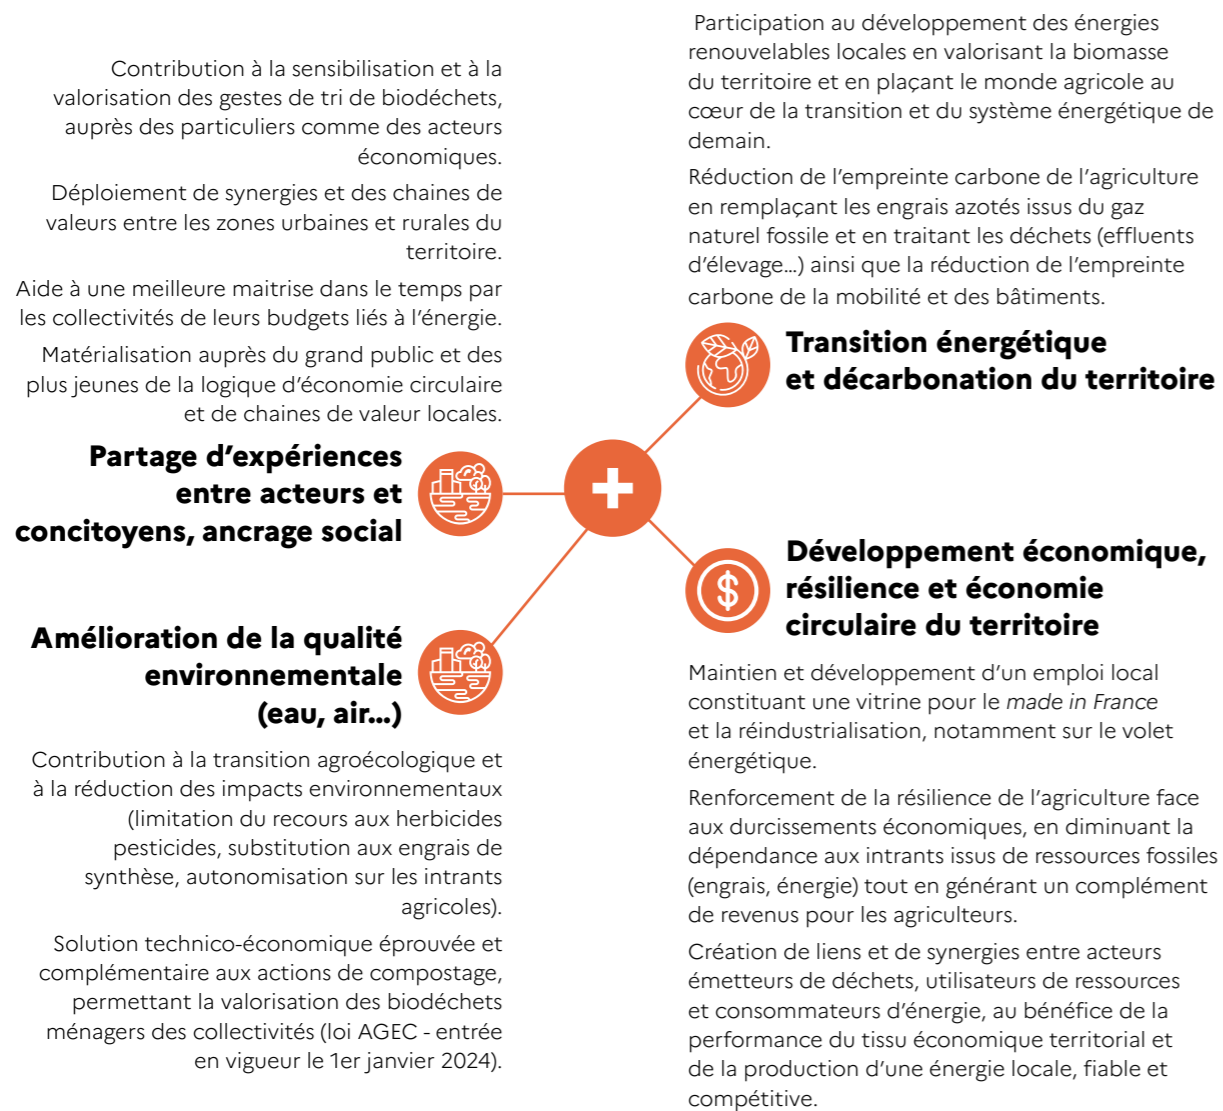 Contribution à la sensibilisation et à la
valorisation des gestes de tri de biodéchets,
auprès des particuliers comme des acteurs
économiques.
Déploiement de synergies et des chaines de
valeurs entre les zones urbaines et rurales du
territoire.
Aide à une meilleure maitrise dans le temps par
les collectivités de leurs budgets liés à l’énergie.
Matérialisation auprès du grand public et des
plus jeunes de la logique d’économie circulaire
et de chaines de valeur locales.
Partage d’expériences
entre acteurs et
concitoyens, ancrage social
Participation au développement des énergies
renouvelables locales en valorisant la biomasse
du territoire et en plaçant le monde agricole au
cœur de la transition et du système énergétique de
demain.
Réduction de l’empreinte carbone de l’agriculture
en remplaçant les engrais azotés issus du gaz
naturel fossile et en traitant les déchets (effluents
d’élevage…) ainsi que la réduction de l’empreinte
carbone de la mobilité et des bâtiments.
Transition énergétique
et décarbonation du territoire
+
Amélioration de la qualité
environnementale
(eau, air…)
Contribution à la transition agroécologique et
à la réduction des impacts environnementaux
(limitation du recours aux herbicides
pesticides, substitution aux engrais de
synthèse, autonomisation sur les intrants
agricoles).
Solution technico-économique éprouvée et
complémentaire aux actions de compostage,
permettant la valorisation des biodéchets
ménagers des collectivités (loi AGEC - entrée
en vigueur le 1er janvier 2024).
$
Développement économique,
résilience et économie
circulaire du territoire
Maintien et développement d’un emploi local
constituant une vitrine pour le made in France
et la réindustrialisation, notamment sur le volet
énergétique.
Renforcement de la résilience de l’agriculture face
aux durcissements économiques, en diminuant la
dépendance aux intrants issus de ressources fossiles
(engrais, énergie) tout en générant un complément
de revenus pour les agriculteurs.
Création de liens et de synergies entre acteurs
émetteurs de déchets, utilisateurs de ressources
et consommateurs d’énergie, au bénéfice de la
performance du tissu économique territorial et
de la production d’une énergie locale, fiable et
compétitive.